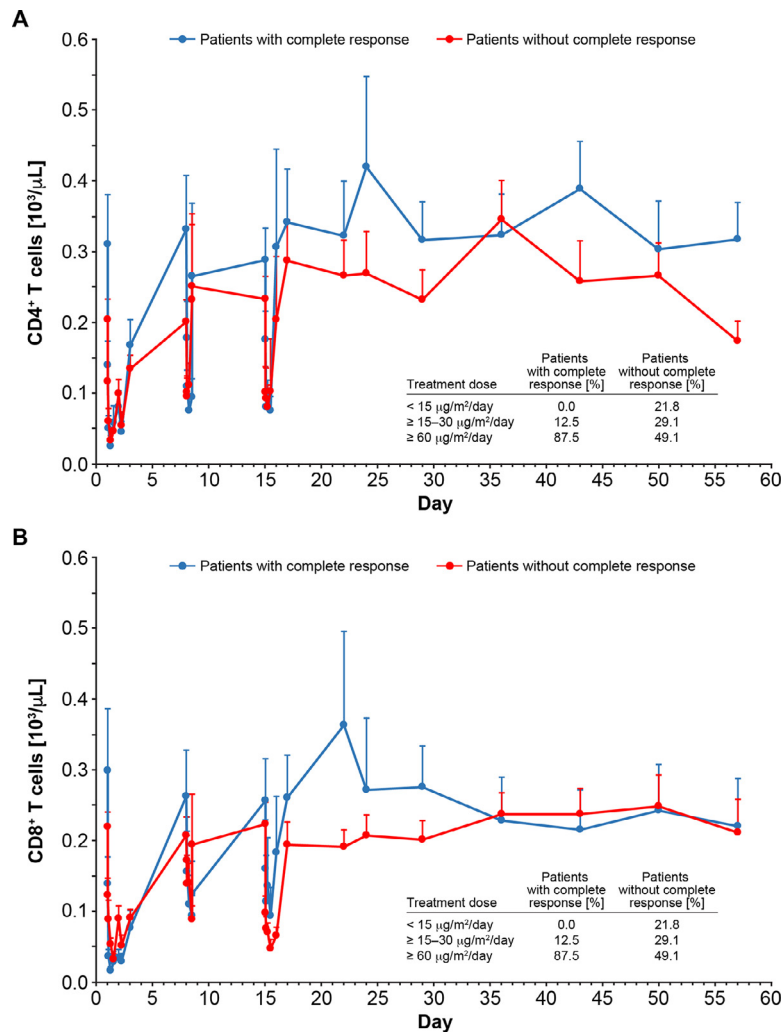 A
Patients with complete response Patients without complete response
CD4⁺ T cells [10³/μL]
0.6
0.5
0.4
0.3
0.2
0.1
0.0
0 5 10 15 20 25 30 35 40 45 50 55 60
Day
Treatment dose Patients with complete response [%] Patients without complete response [%]
< 15 μg/m²/day 0.0 21.8
≥ 15–30 μg/m²/day 12.5 29.1
≥ 60 μg/m²/day 87.5 49.1
B
Patients with complete response Patients without complete response
CD8⁺ T cells [10³/μL]
0.6
0.5
0.4
0.3
0.2
0.1
0.0
0 5 10 15 20 25 30 35 40 45 50 55 60
Day
Treatment dose Patients with complete response [%] Patients without complete response [%]
< 15 μg/m²/day 0.0 21.8
≥ 15–30 μg/m²/day 12.5 29.1
≥ 60 μg/m²/day 87.5 49.1